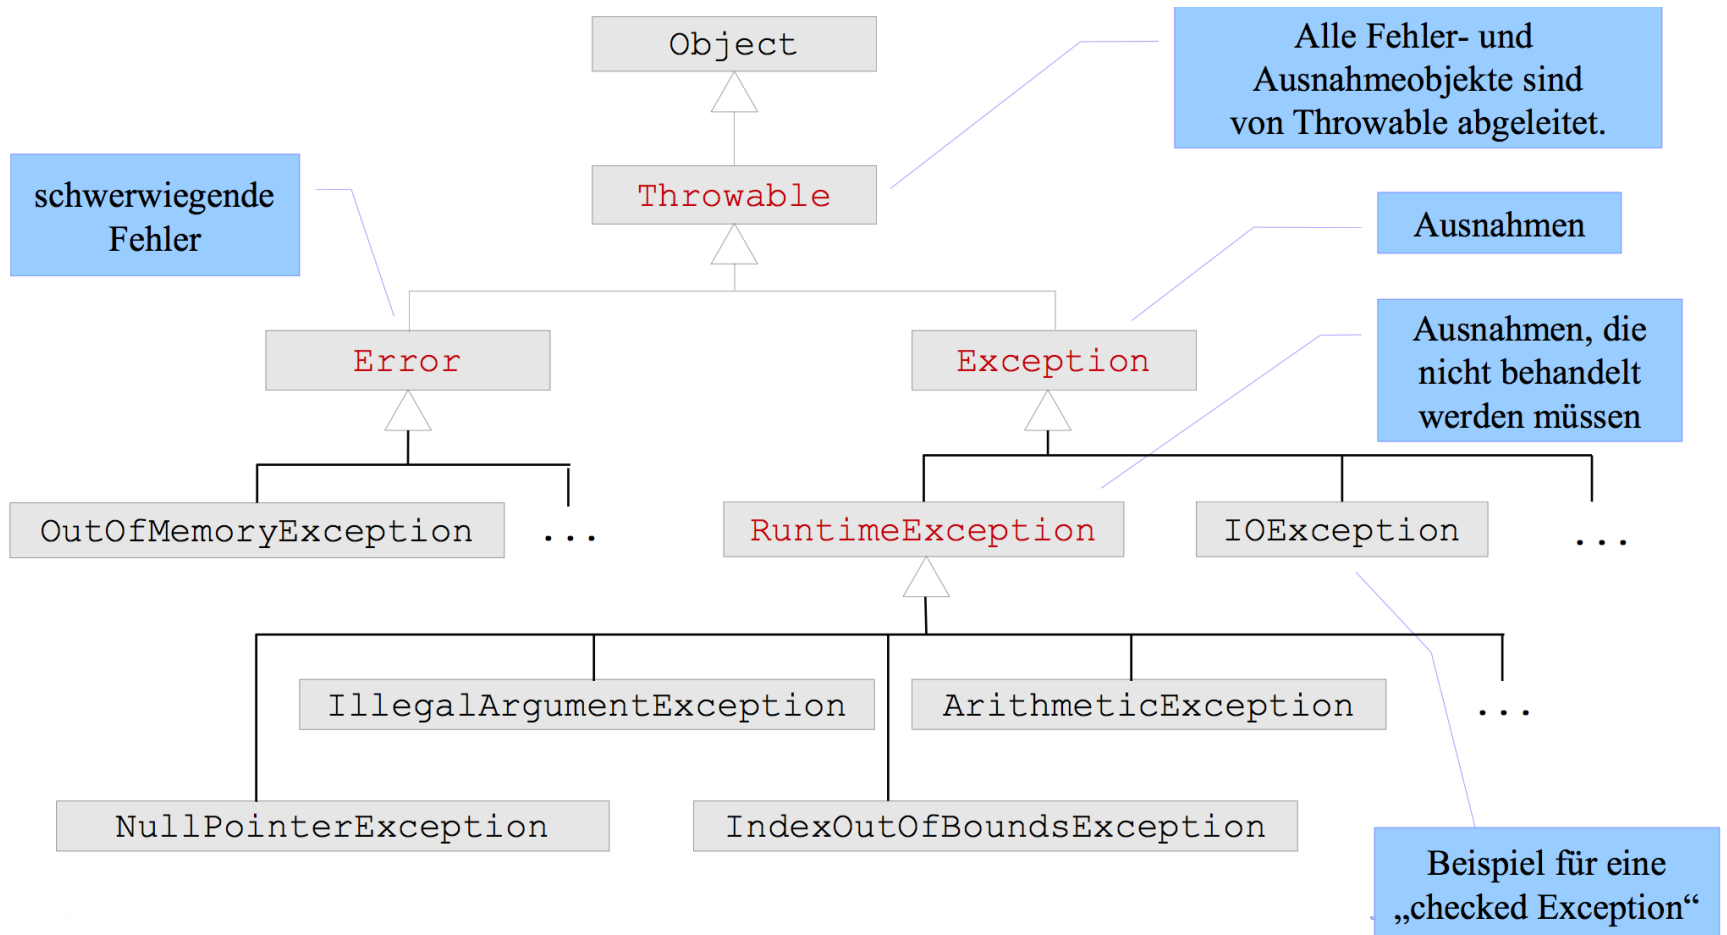 Object
Alle Fehler- und
Ausnahmeobjekte sind
von Throwable abgeleitet.
schwerwiegende
Fehler
Throwable
Ausnahmen
Error
Exception
Ausnahmen, die
nicht behandelt
werden müssen
OutOfMemoryException
...
RuntimeException
IOException
...
IllegalArgumentException
ArithmeticException
...
NullPointerException
IndexOutOfBoundsException
Beispiel für eine
„checked Exception“